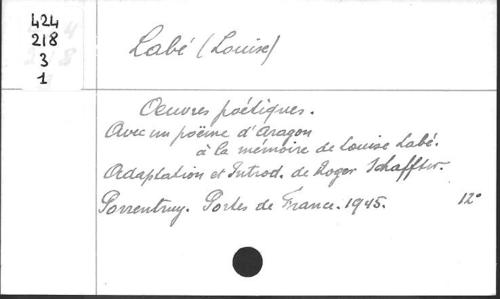 424
218
3
1
Labé (Louise)
Oeuvres poétiques.
Avec un poème d'Aragon
à la mémoire de Louise Labé.
Adaptation et Introd. de Roger Schaffter.
Porrentruy. Portes de France. 1945. 12°